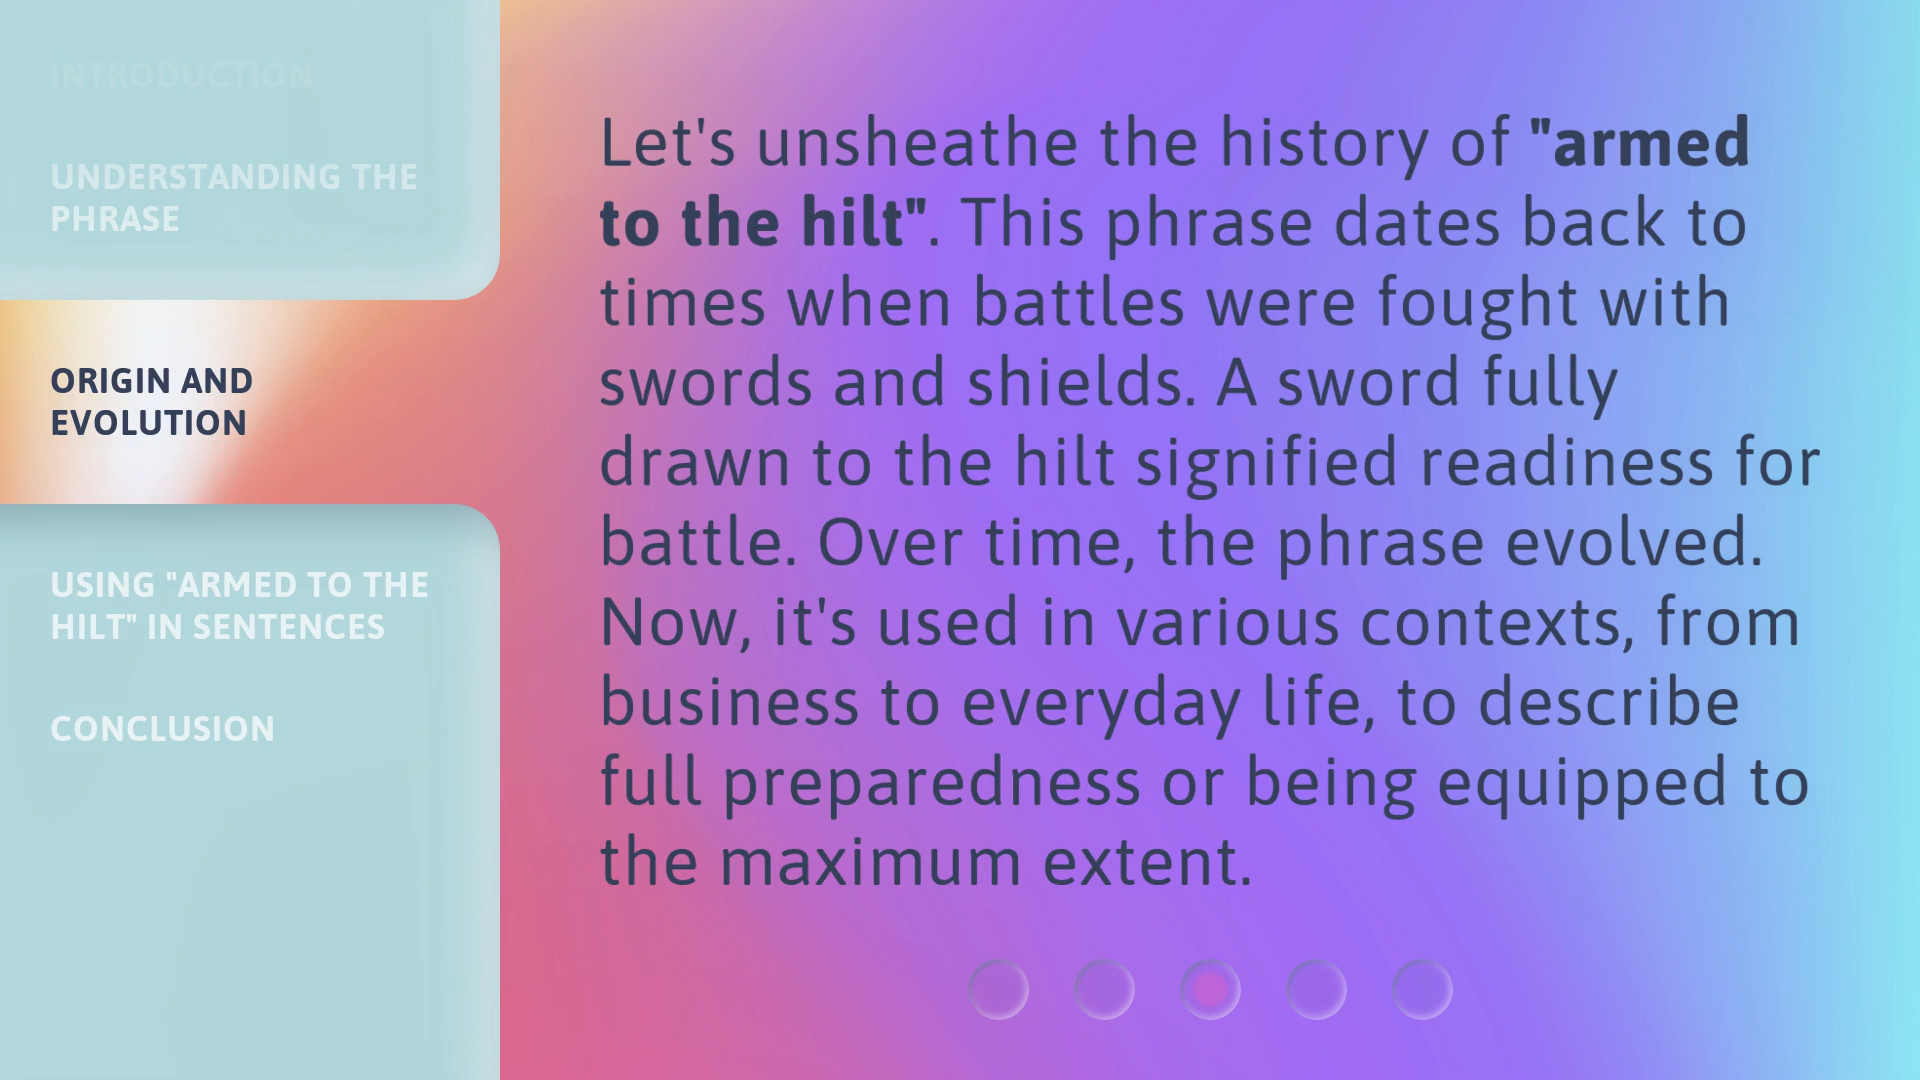 INTRODUCTION
UNDERSTANDING THE
PHRASE
ORIGIN AND
EVOLUTION
USING "ARMED TO THE
HILT" IN SENTENCES
CONCLUSION
Let's unsheathe the history of "armed
to the hilt". This phrase dates back to
times when battles were fought with
swords and shields. A sword fully
drawn to the hilt signified readiness for
battle. Over time, the phrase evolved.
Now, it's used in various contexts, from
business to everyday life, to describe
full preparedness or being equipped to
the maximum extent.